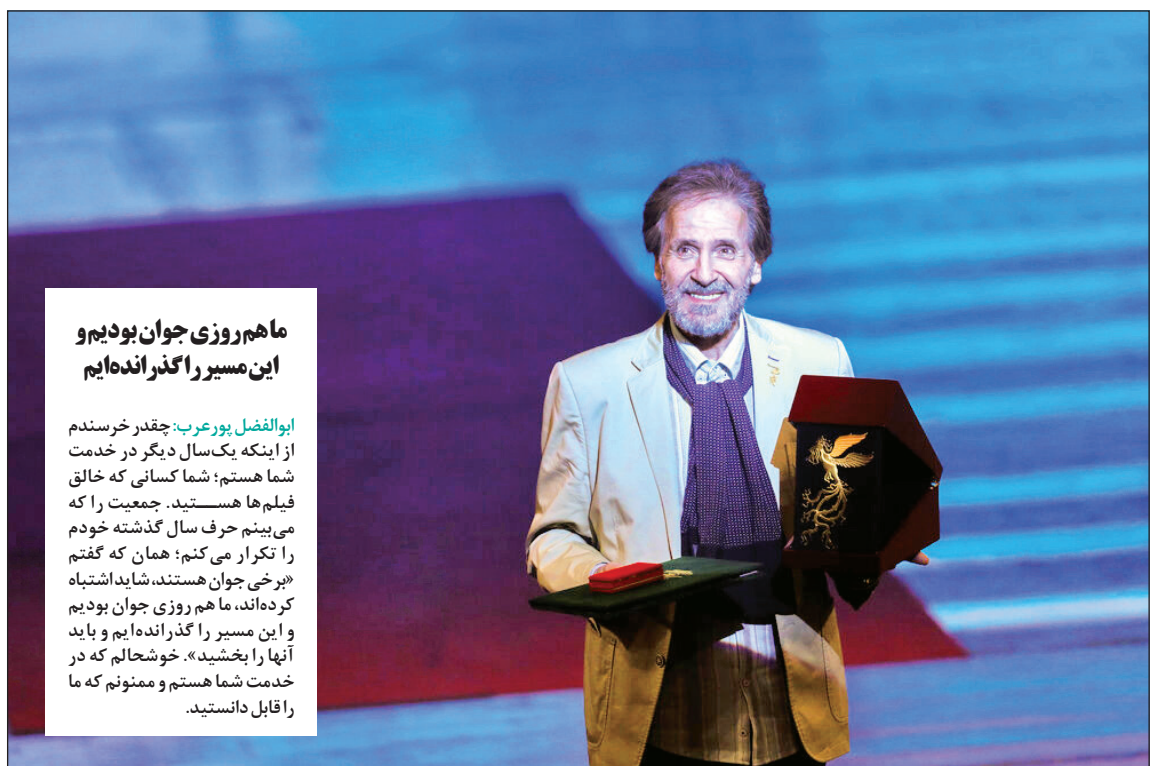 ما هم روزی جوان بودیم و
این مسیر را گذرانده‌ایم
ابوالفضل پورعرب: چقدر خرسندم
از اینکه یک‌سال دیگر در خدمت
شما هستم؛ شما کسانی که خالق
فیلم‌ها هستید. جمعیت را که
می‌بینم حرف سال گذشته خودم
را تکرار می‌کنم؛ همان که گفتم
«برخی جوان هستند، شاید اشتباه
کرده‌اند، ما هم روزی جوان بودیم
و این مسیر را گذرانده‌ایم و باید
آنها را بخشید». خوشحالم که در
خدمت شما هستم و ممنونم که ما
را قابل دانستید.